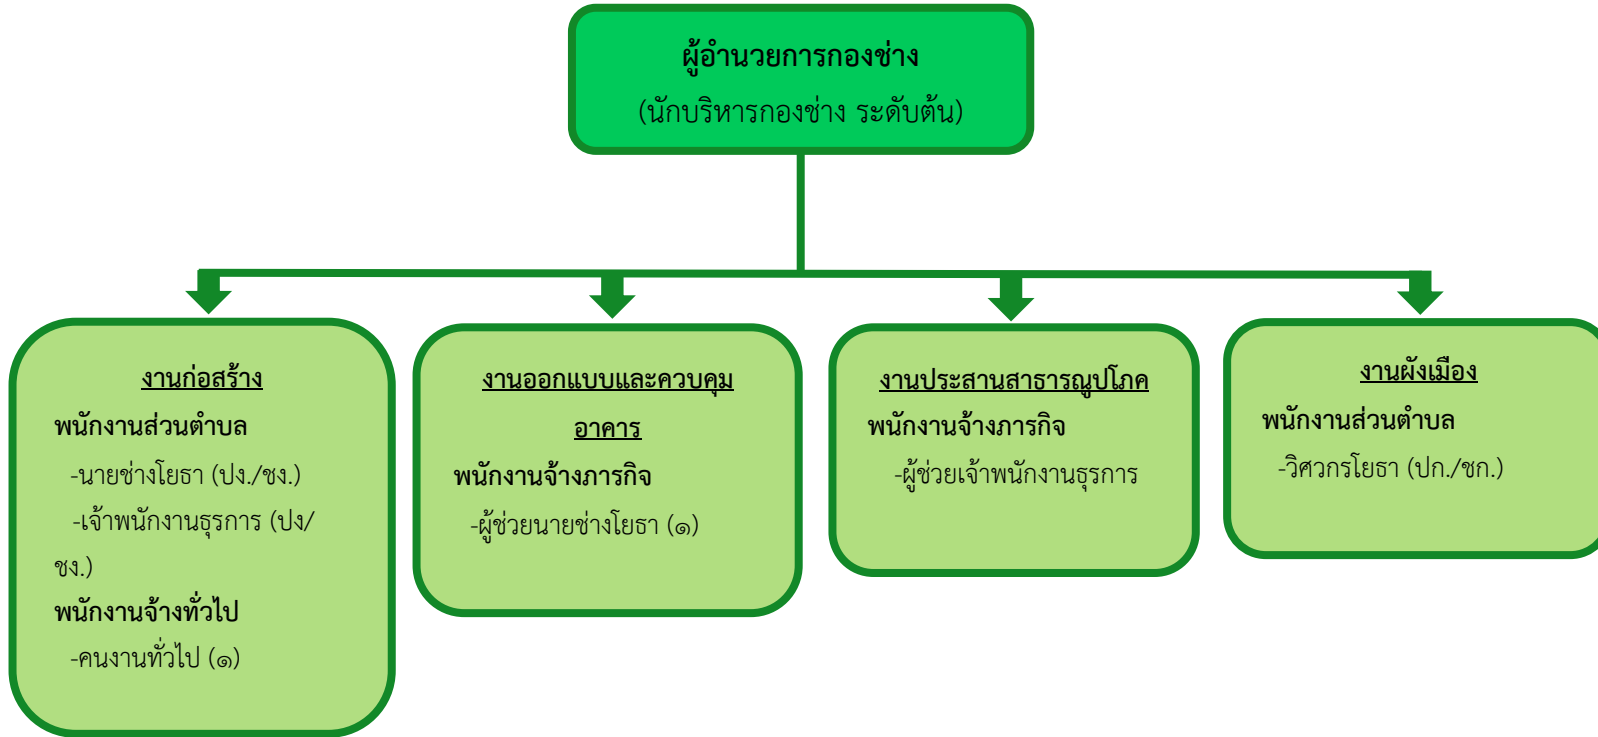 ผู้อำนวยการกองช่าง
(นักบริหารกองช่าง ระดับต้น)
งานก่อสร้าง
พนักงานส่วนตำบล
-นายช่างโยธา (ปง./ชง.)
-เจ้าพนักงานธุรการ (ปง/
ชง.)
พนักงานจ้างทั่วไป
-คนงานทั่วไป (๑)
งานออกแบบและควบคุม
อาคาร
พนักงานจ้างภารกิจ
-ผู้ช่วยนายช่างโยธา (๑)
งานประสานสาธารณูปโภค
พนักงานจ้างภารกิจ
-ผู้ช่วยเจ้าพนักงานธุรการ
งานผังเมือง
พนักงานส่วนตำบล
-วิศวกรโยธา (ปก./ชก.)